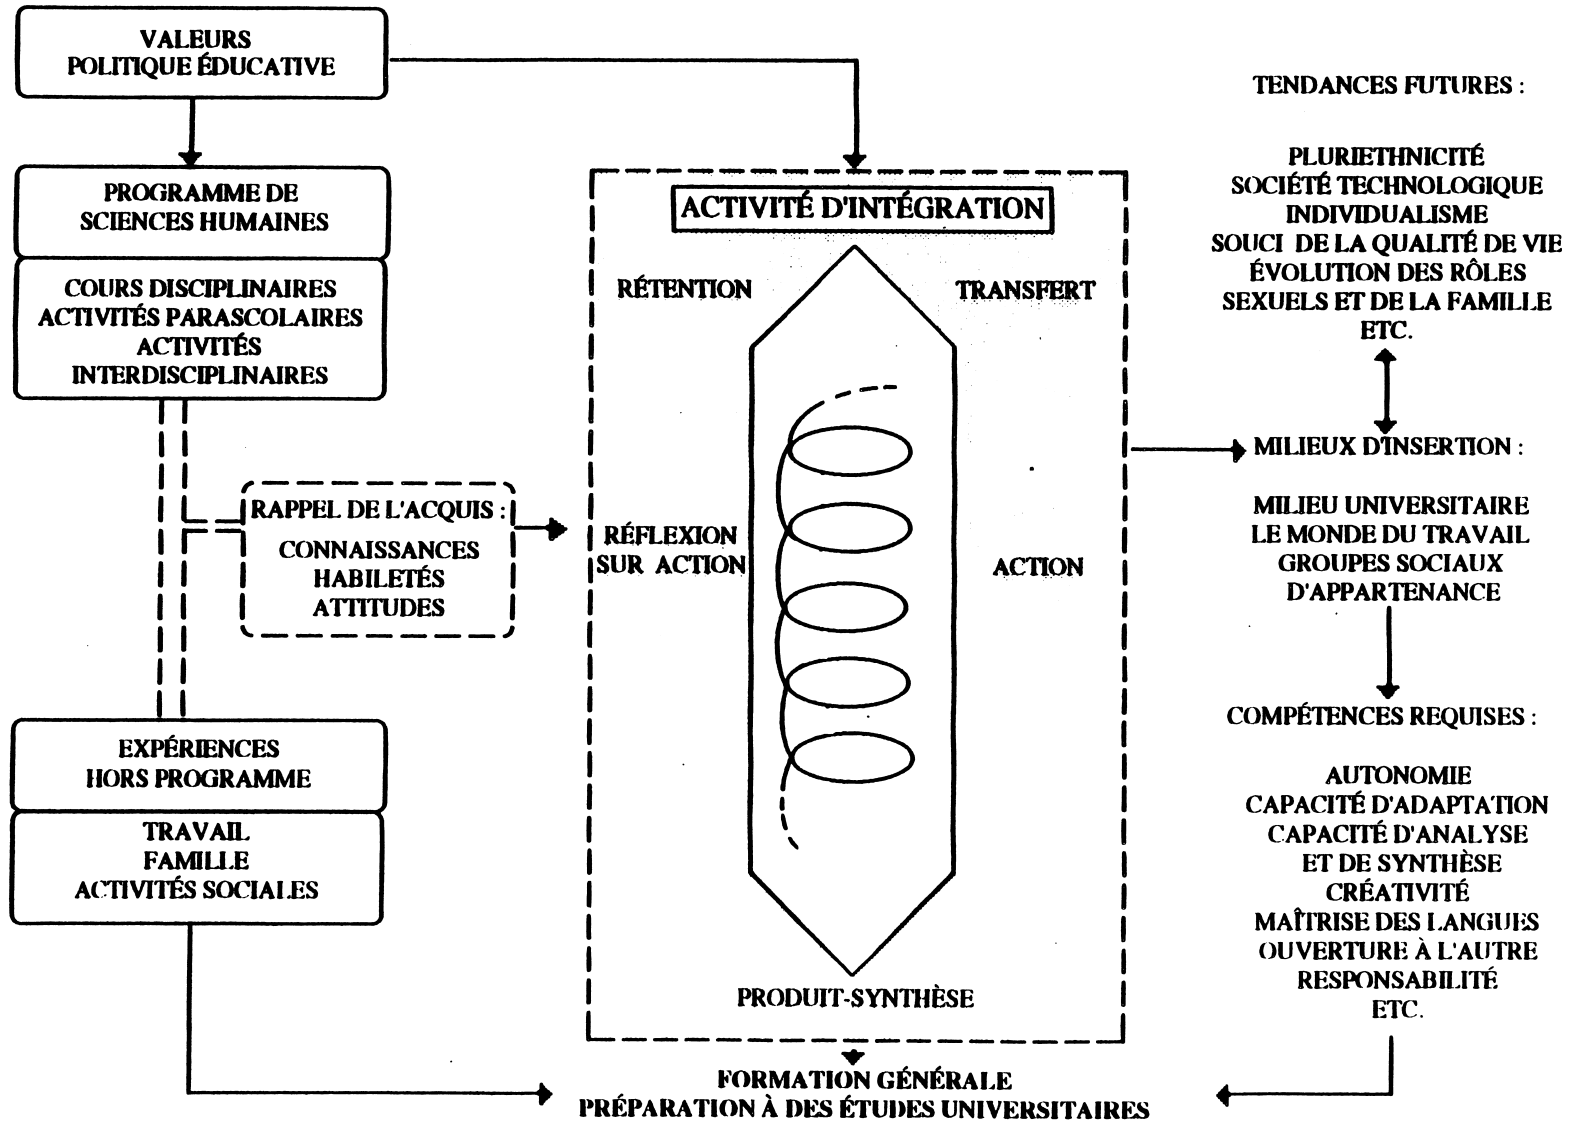 VALEURS
POLITIQUE ÉDUCATIVE
PROGRAMME DE
SCIENCES HUMAINES
COURS DISCIPLINAIRES
ACTIVITÉS PARASCOLAIRES
ACTIVITÉS
INTERDISCIPLINAIRES
RAPPEL DE L'ACQUIS :
CONNAISSANCES
HABILETÉS
ATTITUDES
EXPÉRIENCES
HORS PROGRAMME
TRAVAIL
FAMILLE
ACTIVITÉS SOCIALES
ACTIVITÉ D'INTÉGRATION
RÉTENTION
TRANSFERT
RÉFLEXION
SUR ACTION
ACTION
PRODUIT-SYNTHÈSE
FORMATION GÉNÉRALE
PRÉPARATION À DES ÉTUDES UNIVERSITAIRES
TENDANCES FUTURES :
PLURIETHNICITÉ
SOCIÉTÉ TECHNOLOGIQUE
INDIVIDUALISME
SOUCI DE LA QUALITÉ DE VIE
ÉVOLUTION DES RÔLES
SEXUELS ET DE LA FAMILLE
ETC.
MILIEUX D'INSERTION :
MILIEU UNIVERSITAIRE
LE MONDE DU TRAVAIL
GROUPES SOCIAUX
D'APPARTENANCE
COMPÉTENCES REQUISES :
AUTONOMIE
CAPACITÉ D'ADAPTATION
CAPACITÉ D'ANALYSE
ET DE SYNTHÈSE
CRÉATIVITÉ
MAÎTRISE DES LANGUES
OUVERTURE À L'AUTRE
RESPONSABILITÉ
ETC.